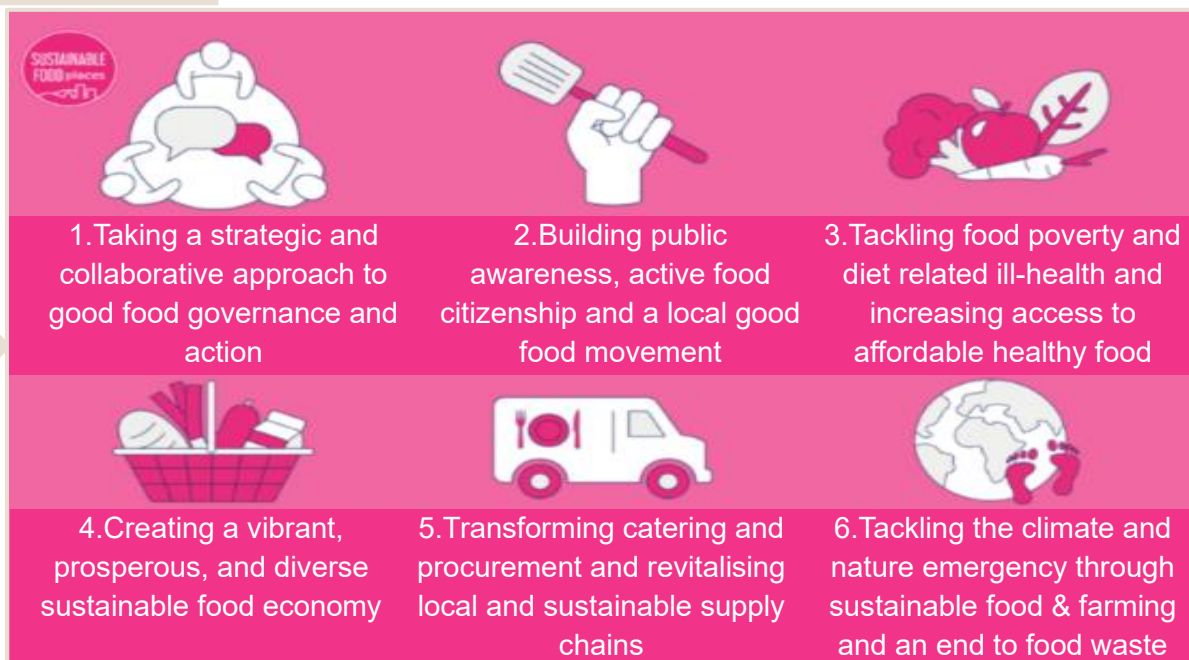 SUSTAINABLE
FOOD places
1.Taking a strategic and
collaborative approach to
good food governance and
action
2.Building public
awareness, active food
citizenship and a local good
food movement
3.Tackling food poverty and
diet related ill-health and
increasing access to
affordable healthy food
4.Creating a vibrant,
prosperous, and diverse
sustainable food economy
5.Transforming catering and
procurement and revitalising
local and sustainable supply
chains
6.Tackling the climate and
nature emergency through
sustainable food & farming
and an end to food waste